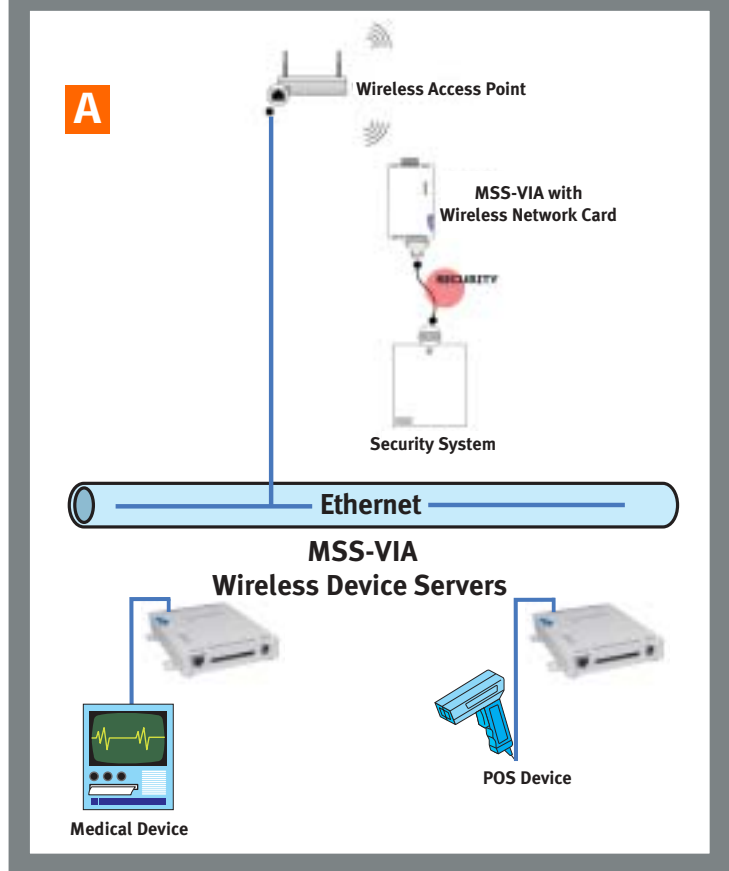 A
Wireless Access Point
MSS-VIA with
Wireless Network Card
SECURITY
Security System
Ethernet
MSS-VIA
Wireless Device Servers
POS Device
Medical Device